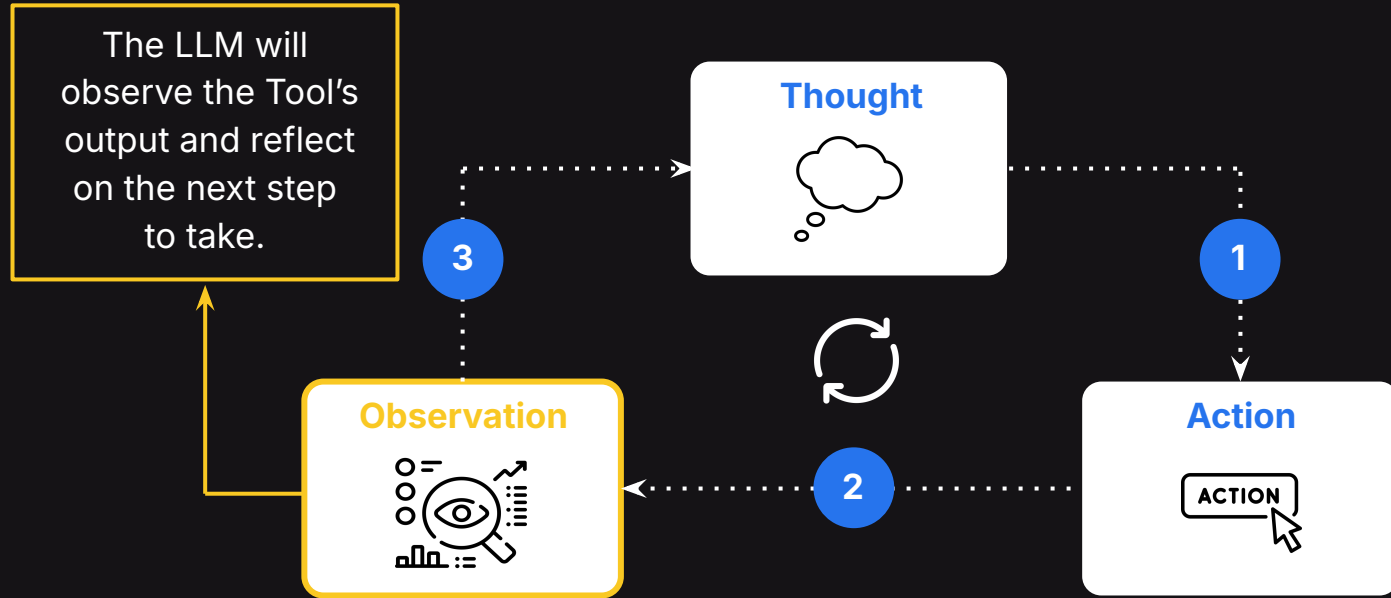 The LLM will
observe the Tool's
output and reflect
on the next step
to take.
Thought
3
1
Observation
Action
2
ACTION